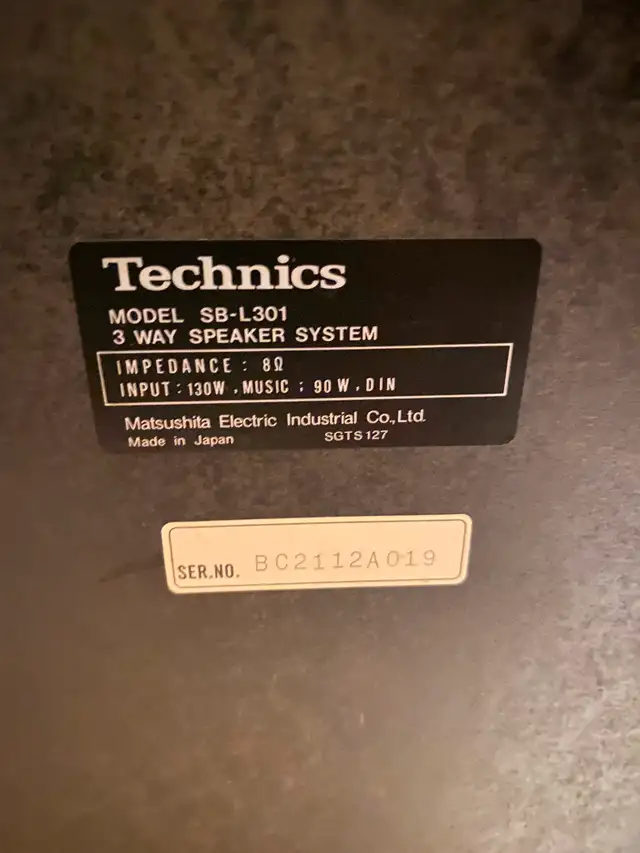 Technics
MODEL SB-L301
3 WAY SPEAKER SYSTEM
IMPEDANCE : 8Ω
INPUT : 130W , MUSIC ; 90 W , DIN
Matsushita Electric Industrial Co.,Ltd.
Made in Japan SGTS127
SER.NO. BC2112A019